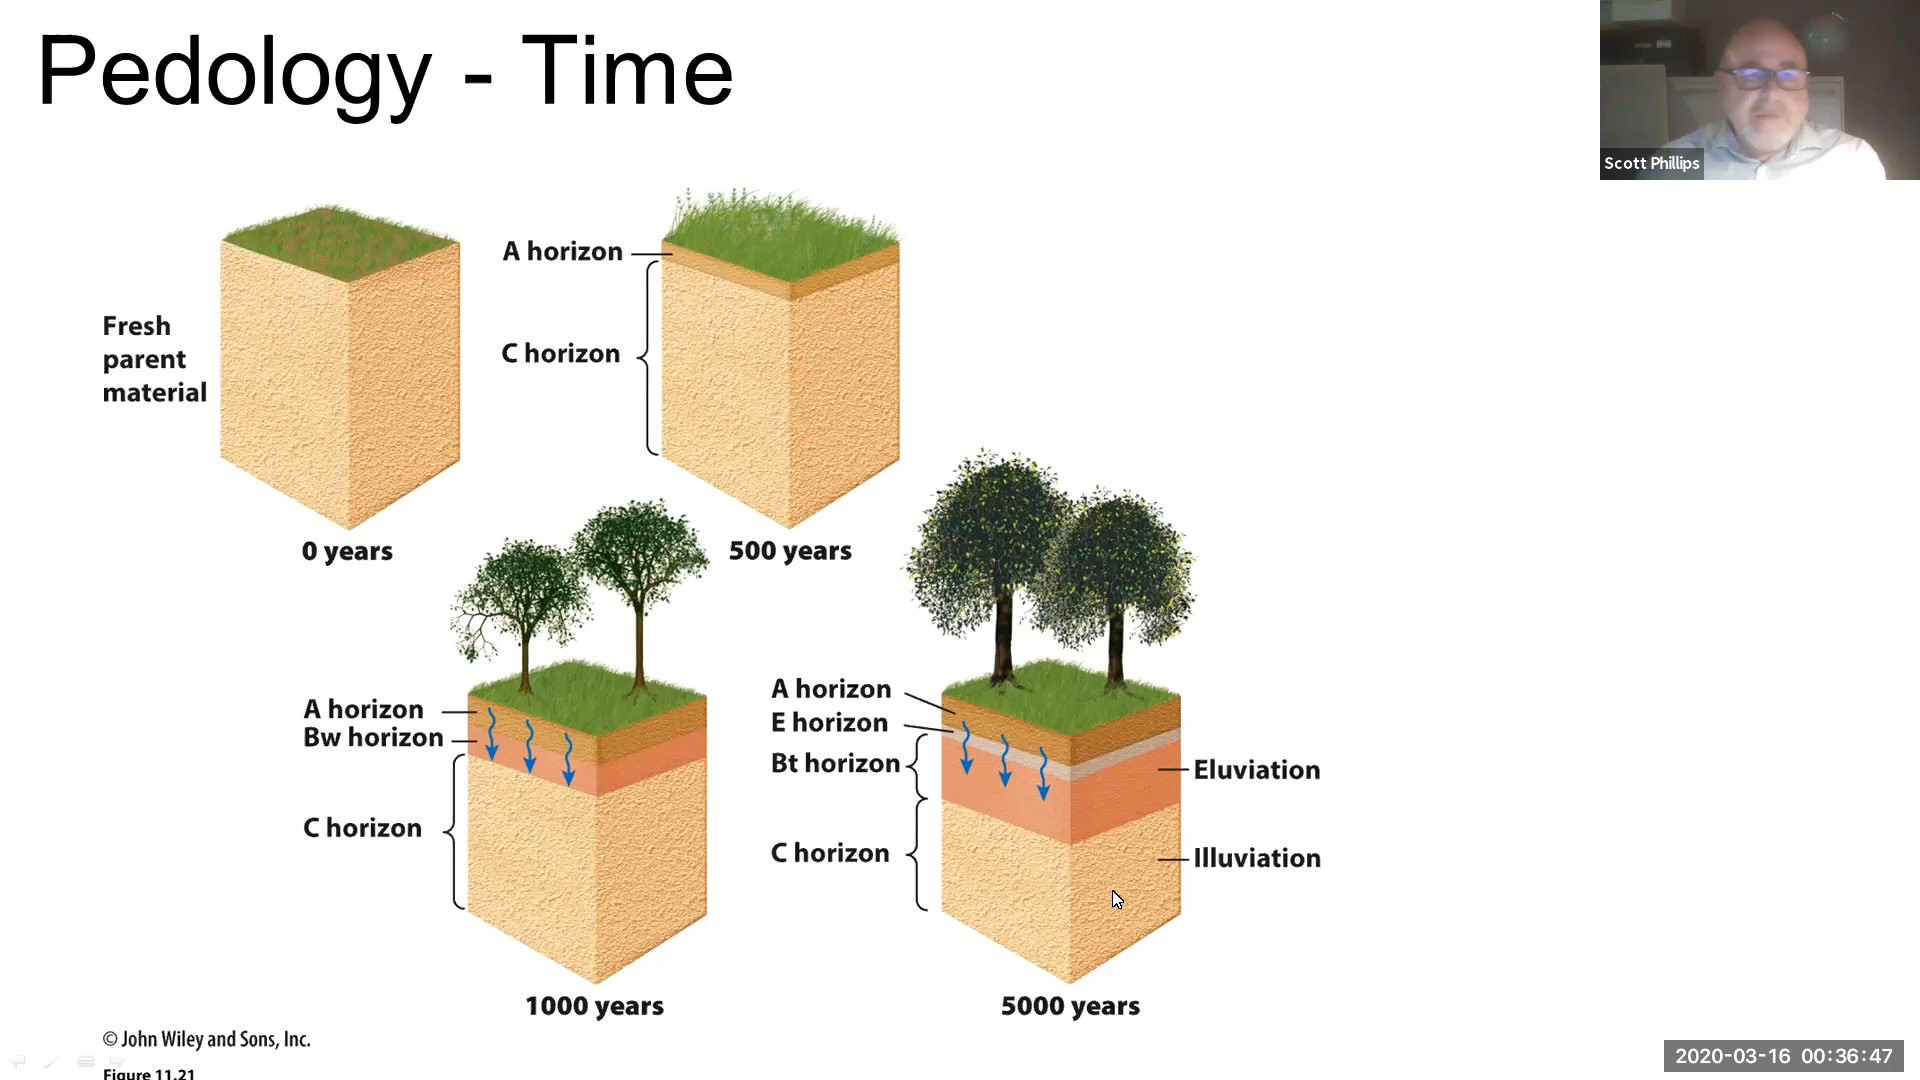 Pedology - Time
Scott Phillips
Fresh
parent
material
0 years
A horizon
C horizon
500 years
A horizon
Bw horizon
C horizon
1000 years
A horizon
E horizon
Bt horizon
C horizon
Eluviation
Illuviation
5000 years
© John Wiley and Sons, Inc.
Figure 11.21
2020-03-16 00:36:47